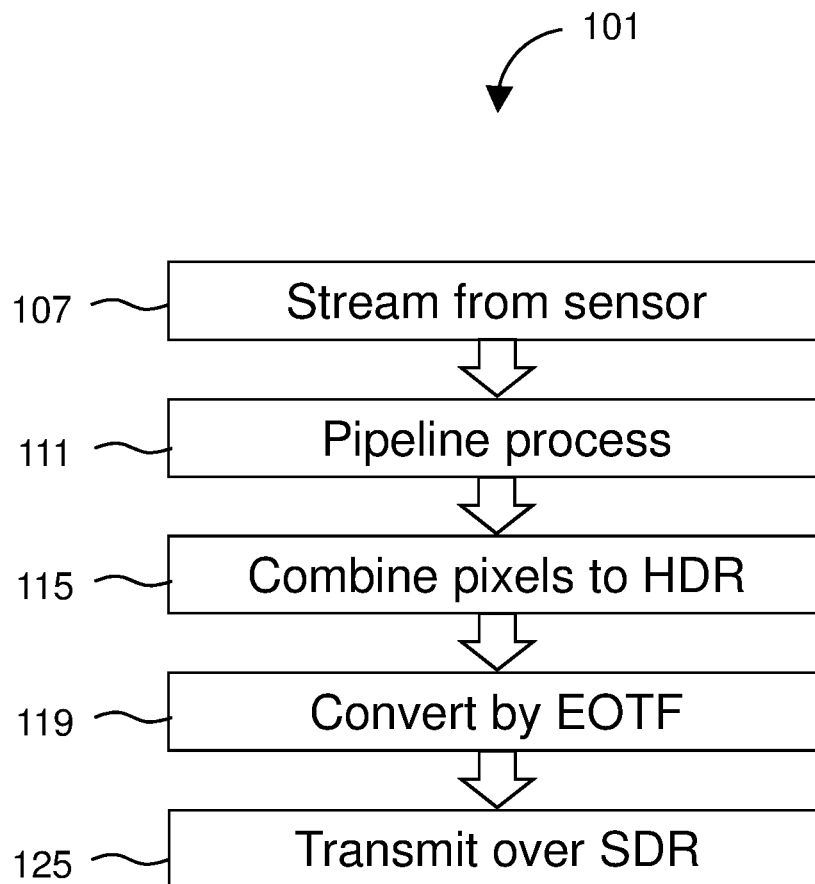 101
107 Stream from sensor
111 Pipeline process
115 Combine pixels to HDR
119 Convert by EOTF
125 Transmit over SDR